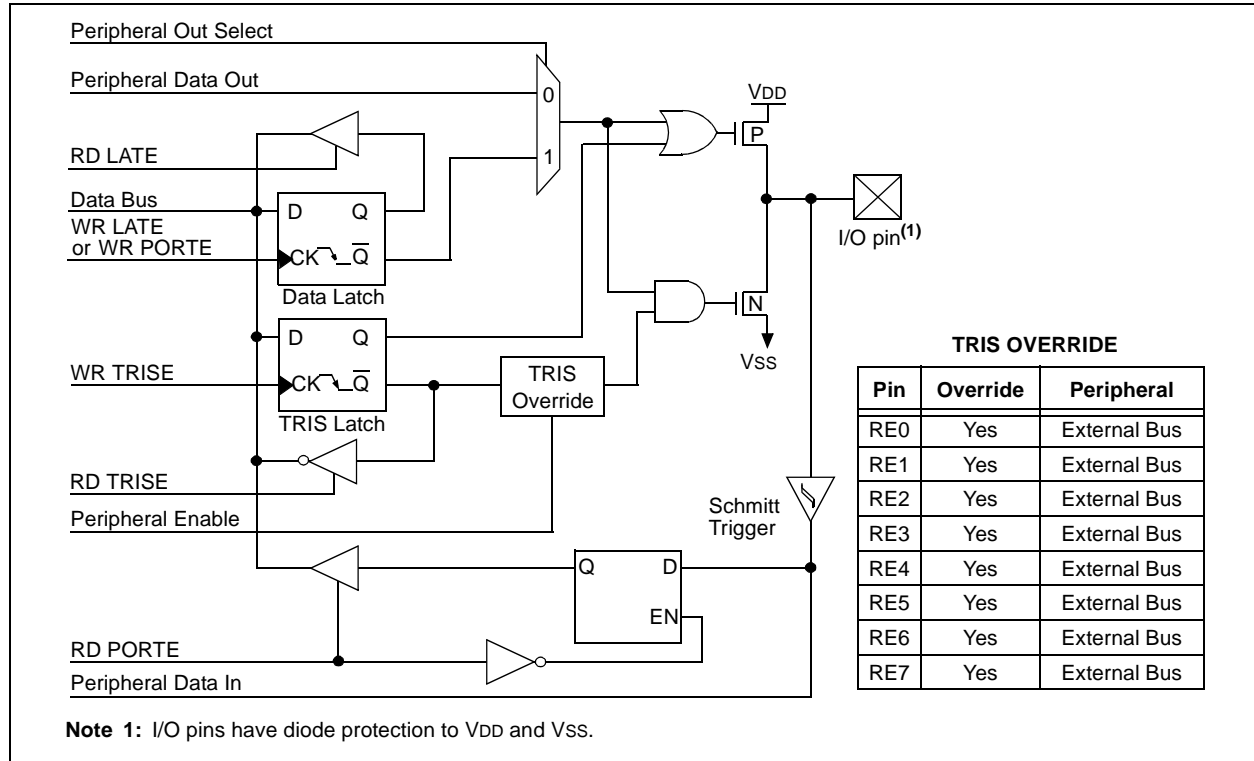 Peripheral Out Select
Peripheral Data Out
0
1
VDD
P
RD LATE
Data Bus
WR LATE
or WR PORTE
D Q
CK Q̅
Data Latch
I/O pin(1)
N
VSS
D Q
CK Q̅
TRIS Latch
WR TRISE
TRIS
Override
RD TRISE
Peripheral Enable
Schmitt
Trigger
Q D
EN
RD PORTE
Peripheral Data In
TRIS OVERRIDE
Pin Override Peripheral
RE0 Yes External Bus
RE1 Yes External Bus
RE2 Yes External Bus
RE3 Yes External Bus
RE4 Yes External Bus
RE5 Yes External Bus
RE6 Yes External Bus
RE7 Yes External Bus
Note 1: I/O pins have diode protection to VDD and VSS.